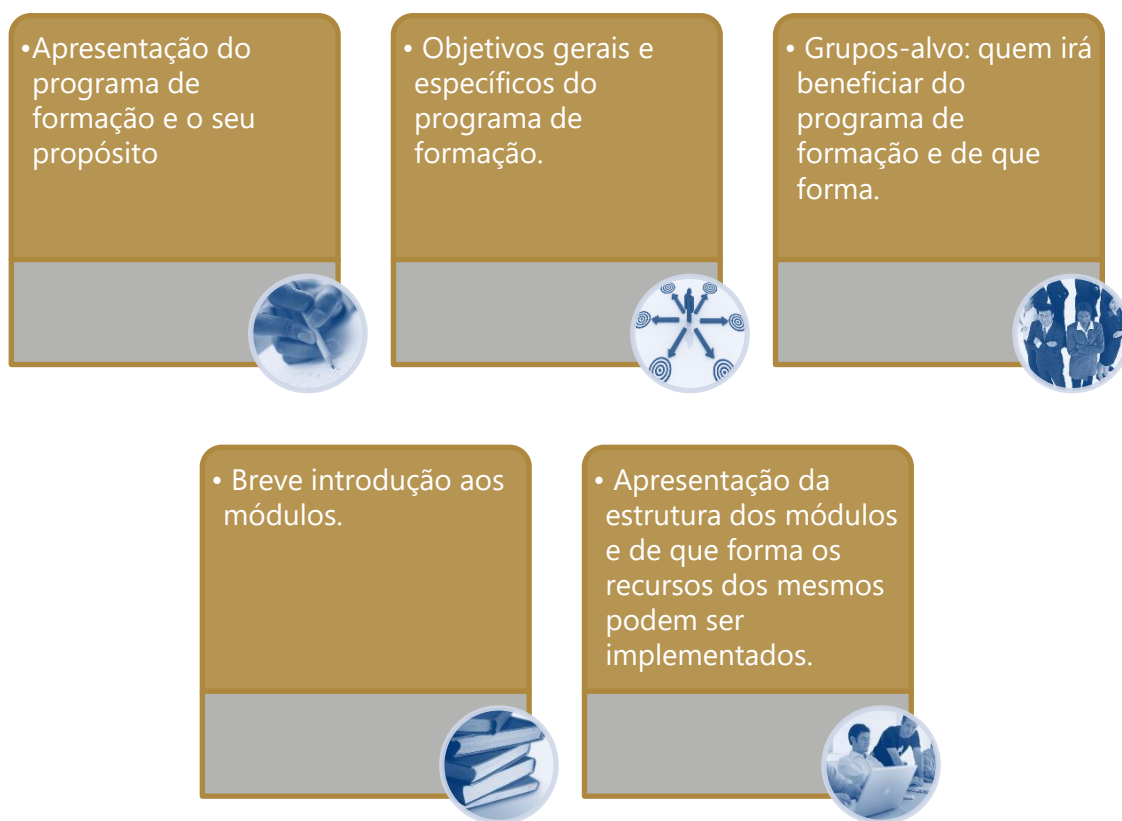 •Apresentação do
programa de
formação e o seu
propósito
• Objetivos gerais e
específicos do
programa de
formação.
• Grupos-alvo: quem irá
beneficiar do
programa de
formação e de que
forma.
• Breve introdução aos
módulos.
• Apresentação da
estrutura dos módulos
e de que forma os
recursos dos mesmos
podem ser
implementados.